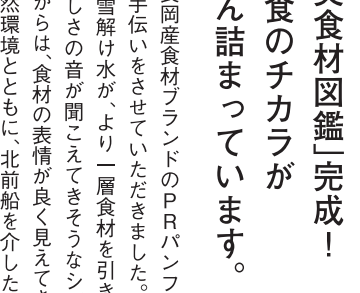 食材図鑑」完成！
食のチカラが
ん詰まっています。
岡産食材ブランドのＰＲパンフ
手伝いをさせていただきました。
雪解け水が、より一層食材を引き
しさの音が聞こえてきそうなシ
からは、食材の表情が良く見えて
然環境とともに、北前船を介した